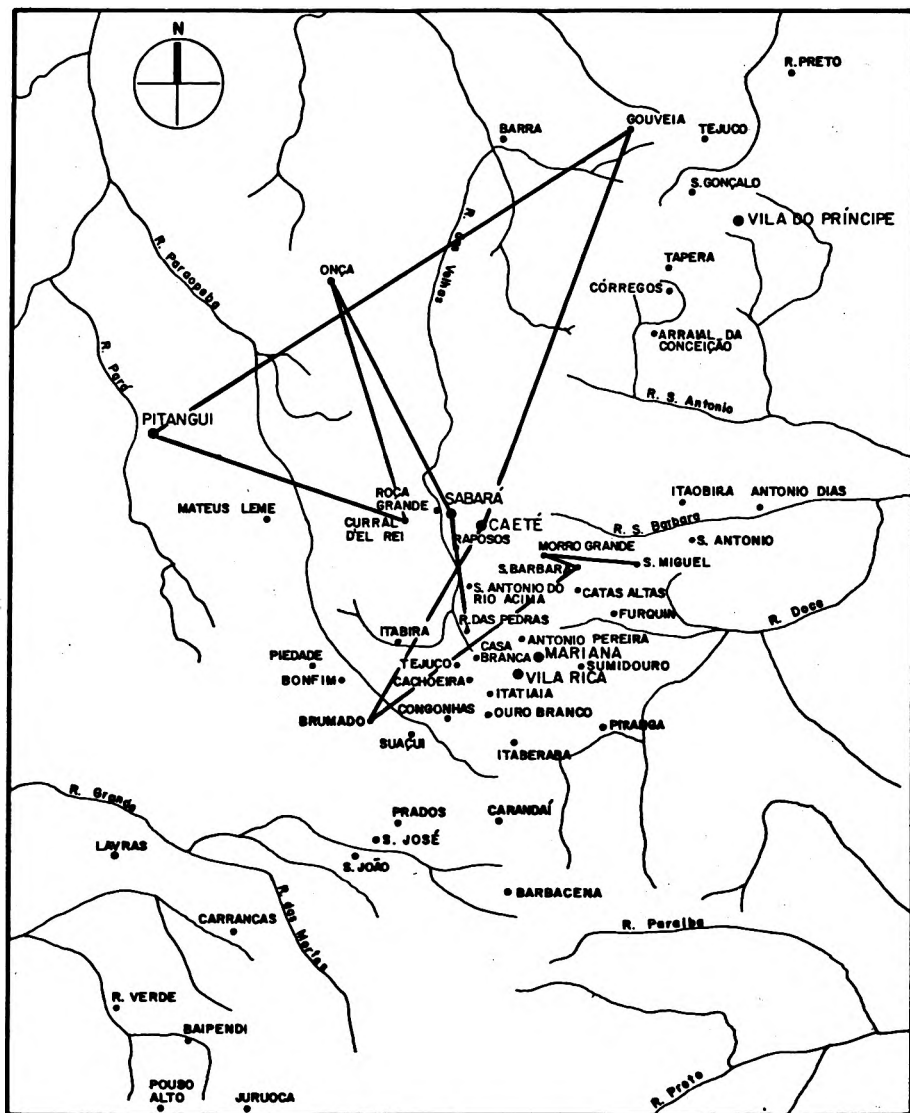 N
R. PRETO
GOUVEIA
BARRA
TEJUCO
S. GONÇALO
VILA DO PRÍNCIPE
R. das Velhas
R. Paraopeba
ONÇA
TAPERA
CÓRREGOS
ARRAIAL DA
CONCEIÇÃO
R. Pará
R. S. Antonio
PITANGUI
MATEUS LEME
ROÇA
GRANDE
SABARÁ
CURRAL
D'EL REI
CAETÉ
RAPOSOS
ITAOBIRA
ANTONIO DIAS
R. S. Barbara
S. ANTONIO
MORRO GRANDE
S. BARBARA
S. MIGUEL
S. ANTONIO DO
RIO ACIMA
CATAS ALTAS
FURQUIN
R. Doce
R. DAS PEDRAS
ITABIRA
ANTONIO PEREIRA
CASA
BRANCA
MARIANA
PIEDADE
TEJUCO
SUMIDOURO
BONFIM
CACHOEIRA
VILA RICA
ITATIAIA
CONGONHAS
OURO BRANCO
BRUMADO
PIRANGA
SUAÇUI
ITABERABA
R. Grande
PRADOS
CARANDAÍ
S. JOSÉ
LAVRAS
S. JOÃO
BARBACENA
R. das Mortes
CARRANCAS
R. Paraiba
R. VERDE
BAIPENDI
POUSO
ALTO
JURUOCA
R. Preto